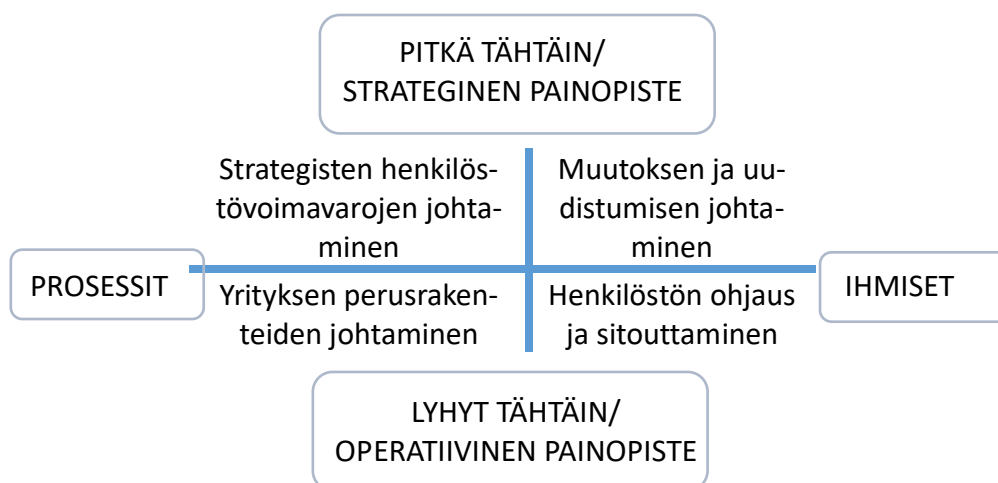 PITKÄ TÄHTÄIN/
STRATEGINEN PAINOPISTE
Strategisten henkilös-
tövoimavarojen johta-
minen
Muutoksen ja uu-
distumisen johta-
minen
PROSESSIT
IHMISET
Yrityksen perusraken-
teiden johtaminen
Henkilöstön ohjaus
ja sitouttaminen
LYHYT TÄHTÄIN/
OPERATIIVINEN PAINOPISTE